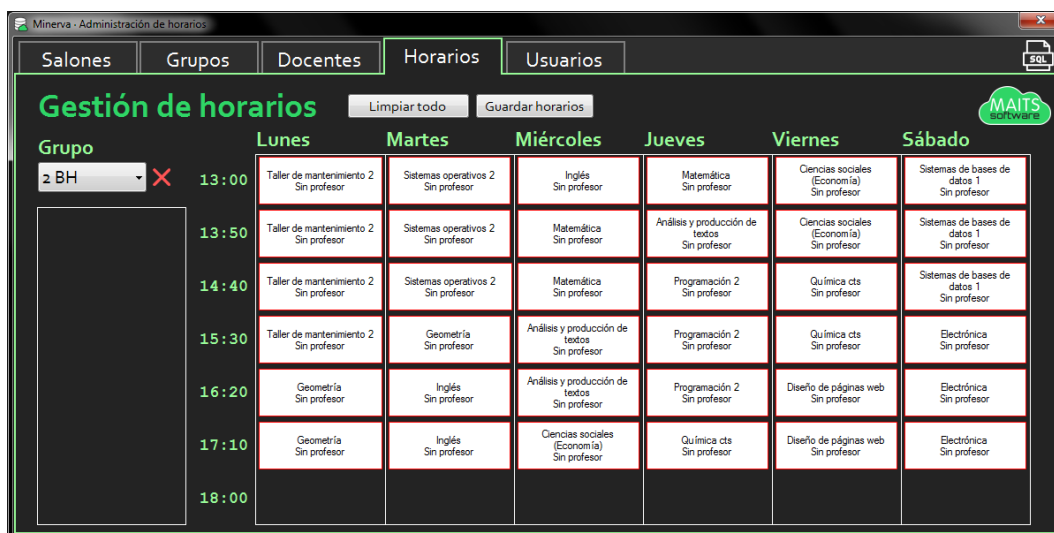 Minerva - Administración de horarios
Salones Grupos Docentes Horarios Usuarios
SQL
Gestión de horarios Limpiar todo Guardar horarios
MAITS
software
Grupo
2 BH
Lunes Martes Miércoles Jueves Viernes Sábado
13:00
Taller de mantenimiento 2
Sin profesor
Sistemas operativos 2
Sin profesor
Inglés
Sin profesor
Matemática
Sin profesor
Ciencias sociales
(Economía)
Sin profesor
Sistemas de bases de
datos 1
Sin profesor
13:50
Taller de mantenimiento 2
Sin profesor
Sistemas operativos 2
Sin profesor
Matemática
Sin profesor
Análisis y producción de
textos
Sin profesor
Ciencias sociales
(Economía)
Sin profesor
Sistemas de bases de
datos 1
Sin profesor
14:40
Taller de mantenimiento 2
Sin profesor
Sistemas operativos 2
Sin profesor
Matemática
Sin profesor
Programación 2
Sin profesor
Química cts
Sin profesor
Sistemas de bases de
datos 1
Sin profesor
15:30
Taller de mantenimiento 2
Sin profesor
Geometría
Sin profesor
Análisis y producción de
textos
Sin profesor
Programación 2
Sin profesor
Química cts
Sin profesor
Electrónica
Sin profesor
16:20
Geometría
Sin profesor
Inglés
Sin profesor
Análisis y producción de
textos
Sin profesor
Programación 2
Sin profesor
Diseño de páginas web
Sin profesor
Electrónica
Sin profesor
17:10
Geometría
Sin profesor
Inglés
Sin profesor
Ciencias sociales
(Economía)
Sin profesor
Química cts
Sin profesor
Diseño de páginas web
Sin profesor
Electrónica
Sin profesor
18:00